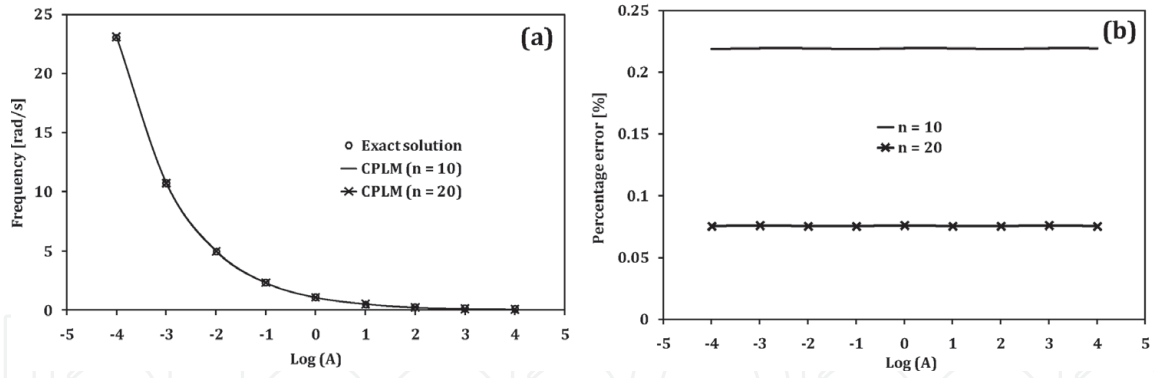 25
20
15
10
5
0
-5 -4 -3 -2 -1 0 1 2 3 4 5
Frequency [rad/s]
Log (A)
(a)
Exact solution
CPLM (n = 10)
CPLM (n = 20)
0.25
0.2
0.15
0.1
0.05
0
-5 -4 -3 -2 -1 0 1 2 3 4 5
Percentage error [%]
Log (A)
(b)
n = 10
n = 20